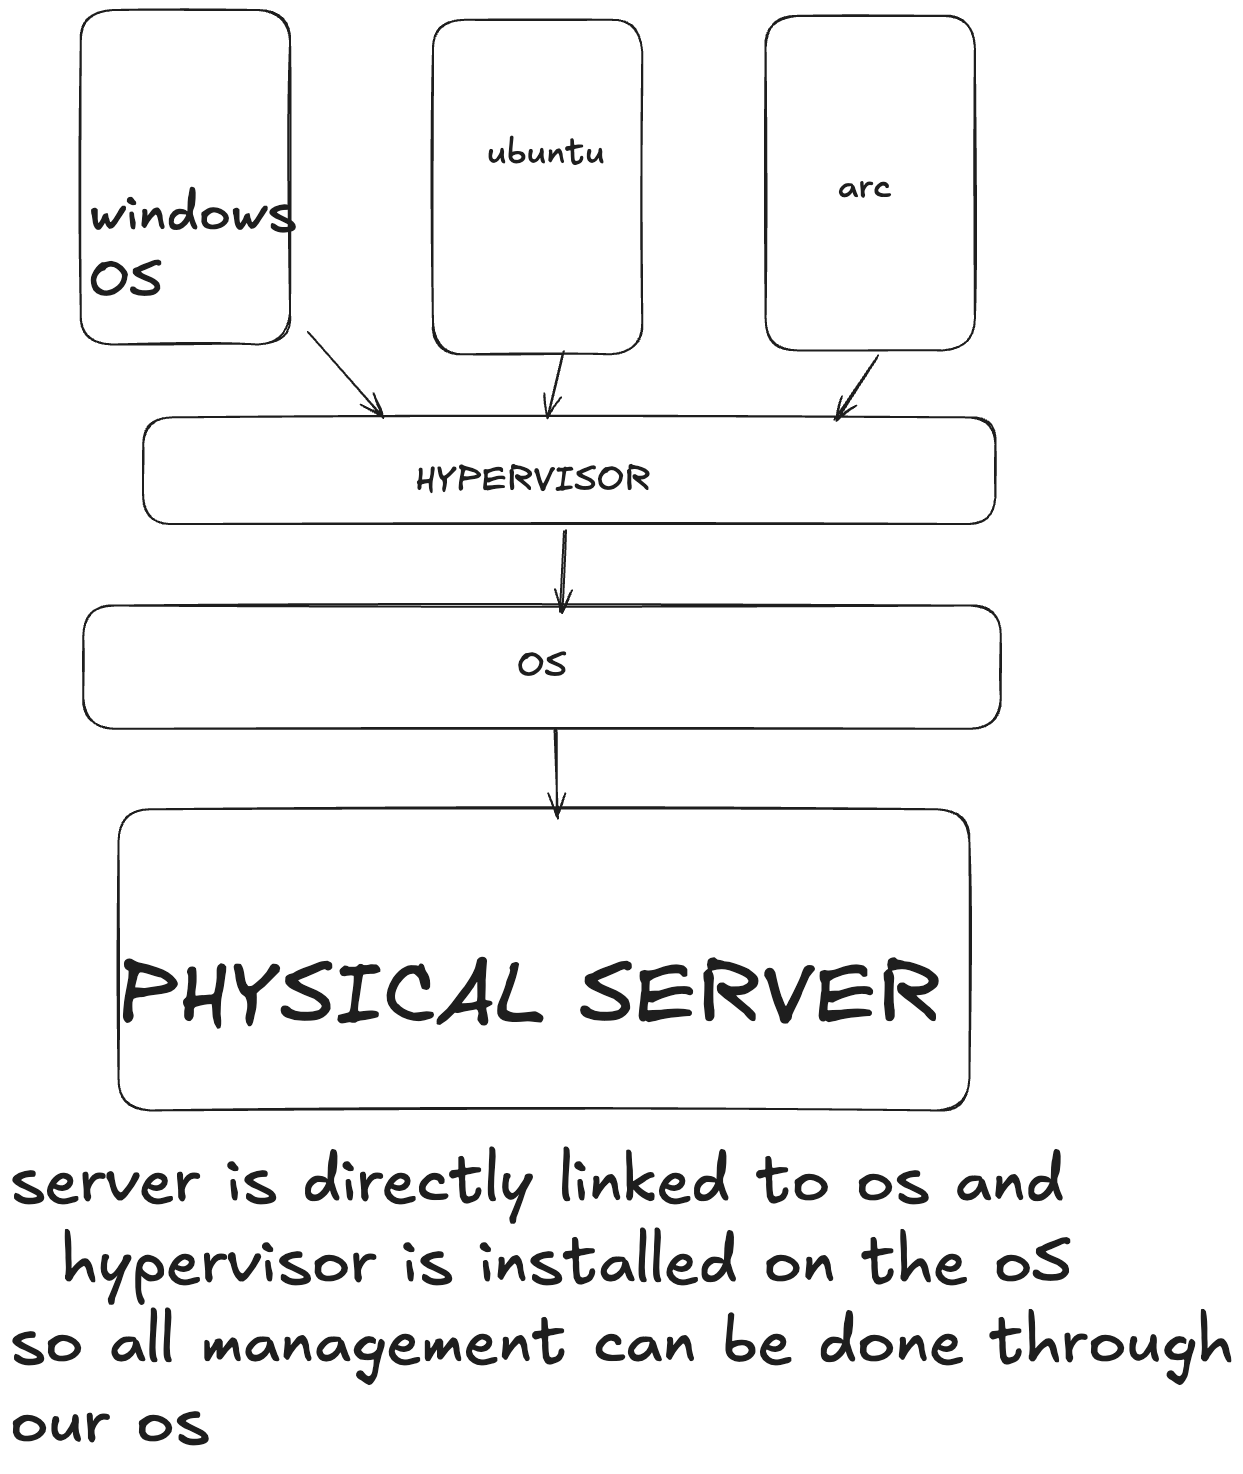 windows
OS
ubuntu
arc
HYPERVISOR
OS
PHYSICAL SERVER
server is directly linked to os and
hypervisor is installed on the oS
so all management can be done through
our os